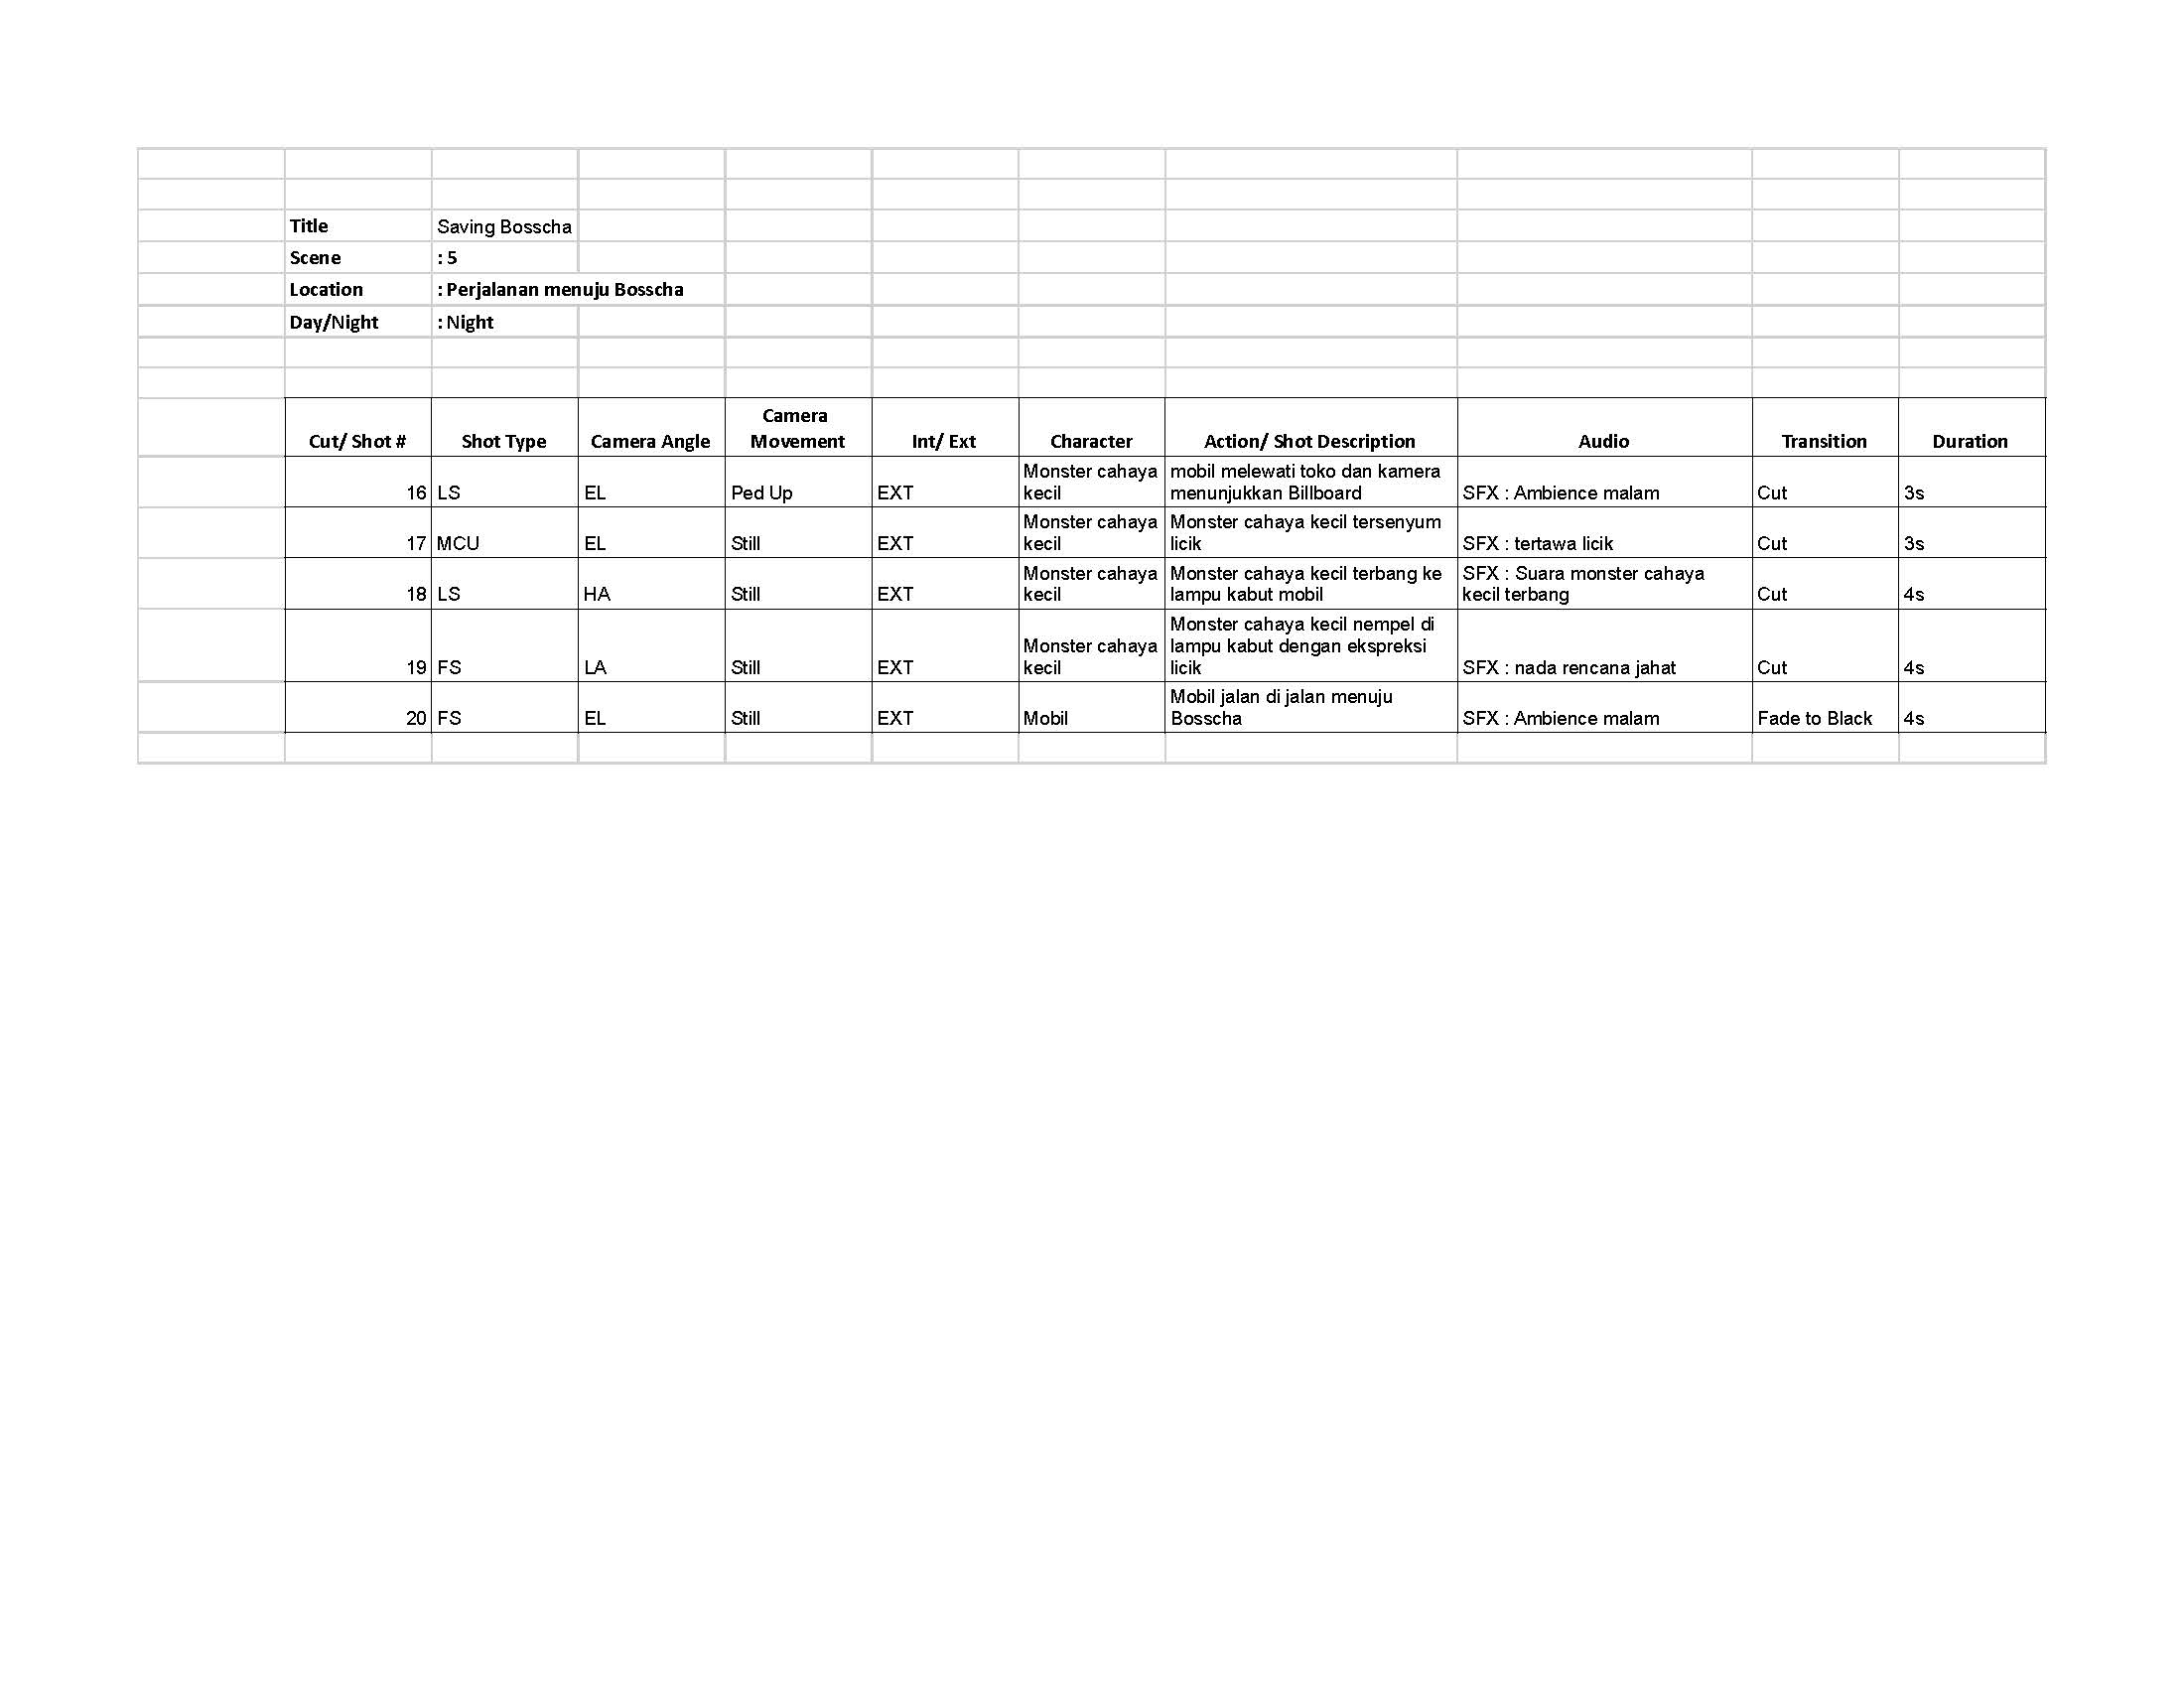 Title Saving Bosscha
Scene : 5
Location : Perjalanan menuju Bosscha
Day/Night : Night
Cut/ Shot # Shot Type Camera Angle Camera Movement Int/ Ext Character Action/ Shot Description Audio Transition Duration
16 LS EL Ped Up EXT Monster cahaya kecil mobil melewati toko dan kamera menunjukkan Billboard SFX : Ambience malam Cut 3s
17 MCU EL Still EXT Monster cahaya kecil Monster cahaya kecil tersenyum licik SFX : tertawa licik Cut 3s
18 LS HA Still EXT Monster cahaya kecil Monster cahaya kecil terbang ke lampu kabut mobil SFX : Suara monster cahaya kecil terbang Cut 4s
19 FS LA Still EXT Monster cahaya kecil Monster cahaya kecil nempel di lampu kabut dengan ekspreksi licik SFX : nada rencana jahat Cut 4s
20 FS EL Still EXT Mobil Mobil jalan di jalan menuju Bosscha SFX : Ambience malam Fade to Black 4s